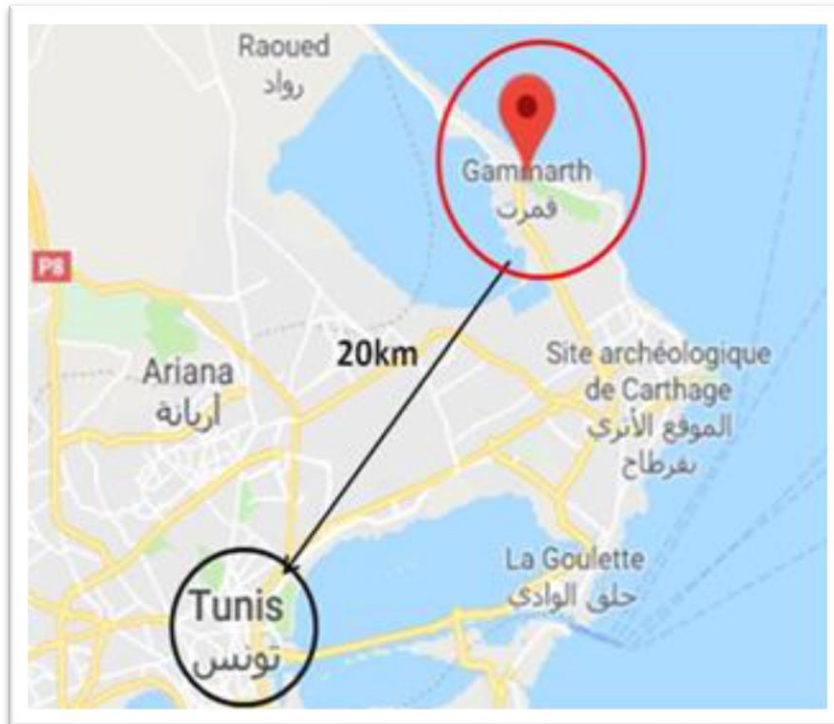 Raoued
رواد
Gammarth
قمرت
P8
20km
Ariana
أريانة
Site archéologique
de Carthage
الموقع الأثري
بقرطاج
La Goulette
حلق الوادي
Tunis
تونس